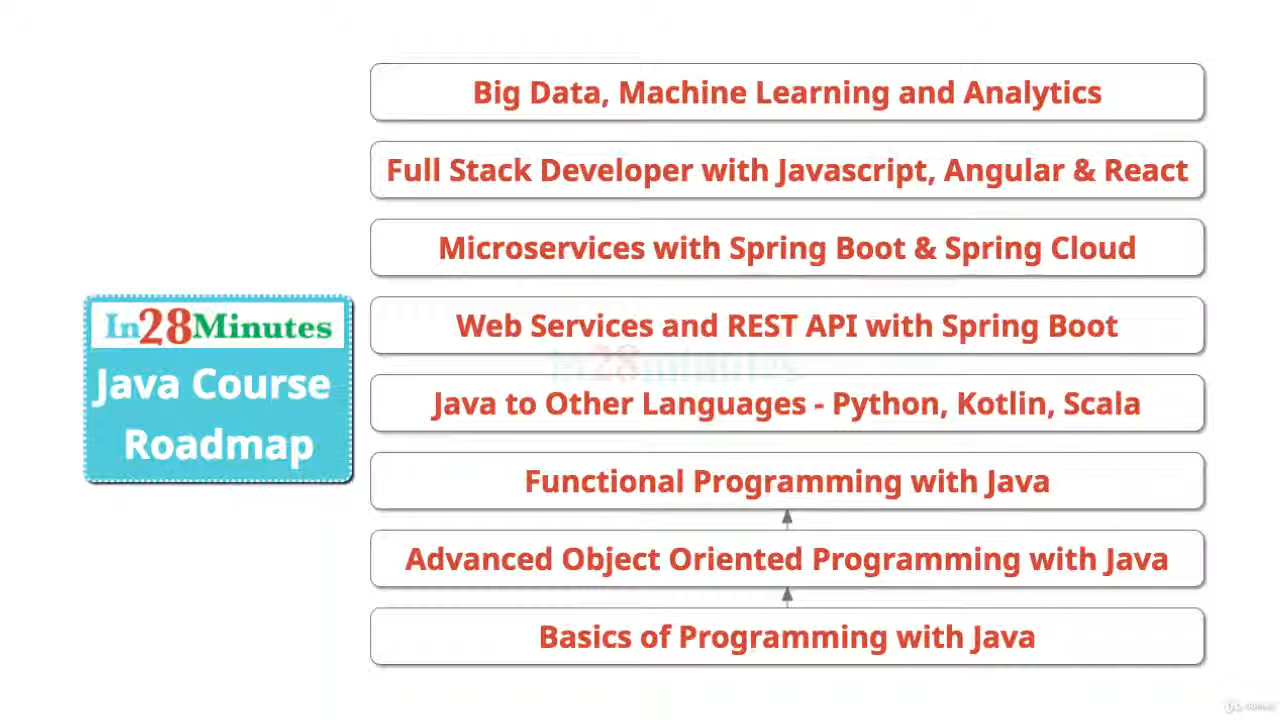 Big Data, Machine Learning and Analytics
Full Stack Developer with Javascript, Angular & React
Microservices with Spring Boot & Spring Cloud
Web Services and REST API with Spring Boot
in28minutes
Java to Other Languages - Python, Kotlin, Scala
Functional Programming with Java
Advanced Object Oriented Programming with Java
Basics of Programming with Java
In28Minutes
Java Course
Roadmap